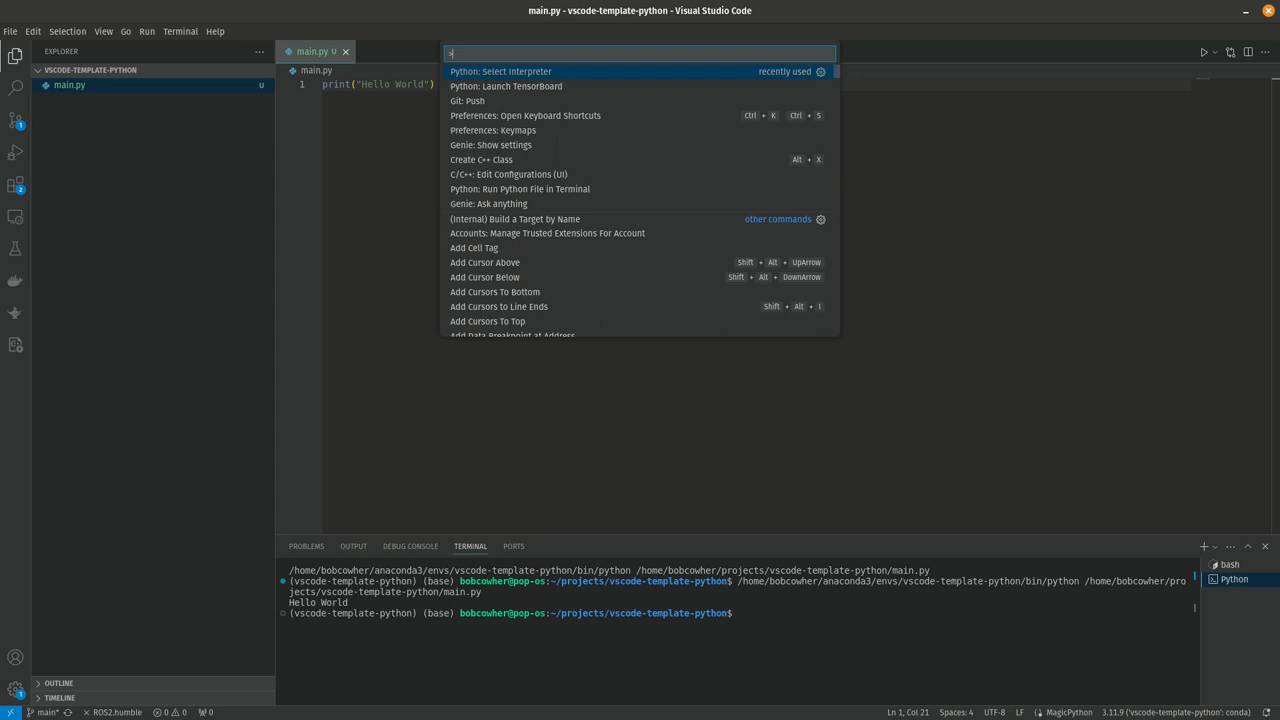 main.py - vscode-template-python - Visual Studio Code
File Edit Selection View Go Run Terminal Help
EXPLORER
VSCODE-TEMPLATE-PYTHON
main.py U
main.py U
main.py
1 print("Hello World")
>
Python: Select Interpreter recently used
Python: Launch TensorBoard
Git: Push
Preferences: Open Keyboard Shortcuts Ctrl + K Ctrl + S
Preferences: Keymaps
Genie: Show settings
Create C++ Class Alt + X
C/C++: Edit Configurations (UI)
Python: Run Python File in Terminal
Genie: Ask anything
(Internal) Build a Target by Name other commands
Accounts: Manage Trusted Extensions For Account
Add Cell Tag
Add Cursor Above Shift + Alt + UpArrow
Add Cursor Below Shift + Alt + DownArrow
Add Cursors To Bottom
Add Cursors to Line Ends Shift + Alt + I
Add Cursors To Top
Add Data Breakpoint at Address
1
2
PROBLEMS OUTPUT DEBUG CONSOLE TERMINAL PORTS
/home/bobcowher/anaconda3/envs/vscode-template-python/bin/python /home/bobcowher/projects/vscode-template-python/main.py
(vscode-template-python) (base) bobcowher@pop-os:~/projects/vscode-template-python$ /home/bobcowher/anaconda3/envs/vscode-template-python/bin/python /home/bobcowher/pro
jects/vscode-template-python/main.py
Hello World
(vscode-template-python) (base) bobcowher@pop-os:~/projects/vscode-template-python$
bash
Python
OUTLINE
TIMELINE
1
main* ROS2.humble 0 0 0 Ln 1, Col 21 Spaces: 4 UTF-8 LF MagicPython 3.11.9 ('vscode-template-python': conda)